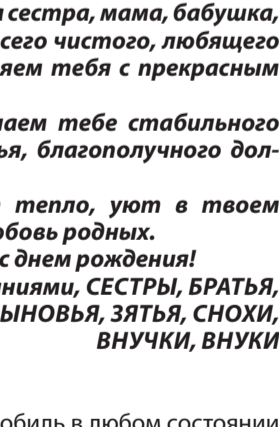 сестра, мама, бабушка,
сего чистого, любящего
яем тебя с прекрасным
аем тебе стабильного
ья, благополучного дол-
тепло, уют в твоем
овь родных.
с днем рождения!
ниями, СЕСТРЫ, БРАТЬЯ,
ЫНОВЬЯ, ЗЯТЬЯ, СНОХИ,
ВНУЧКИ, ВНУКИ
обиль в любом состоянии